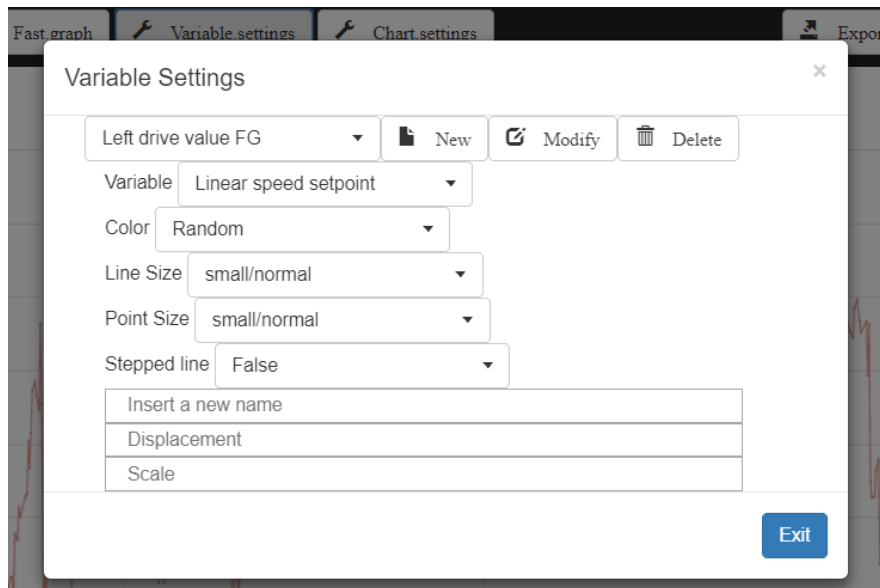 Fast.graph Variable.settings Chart.settings
Variable Settings ×
Left drive value FG New Modify Delete
Variable Linear speed setpoint
Color Random
Line Size small/normal
Point Size small/normal
Stepped line False
Insert a new name
Displacement
Scale
Exit